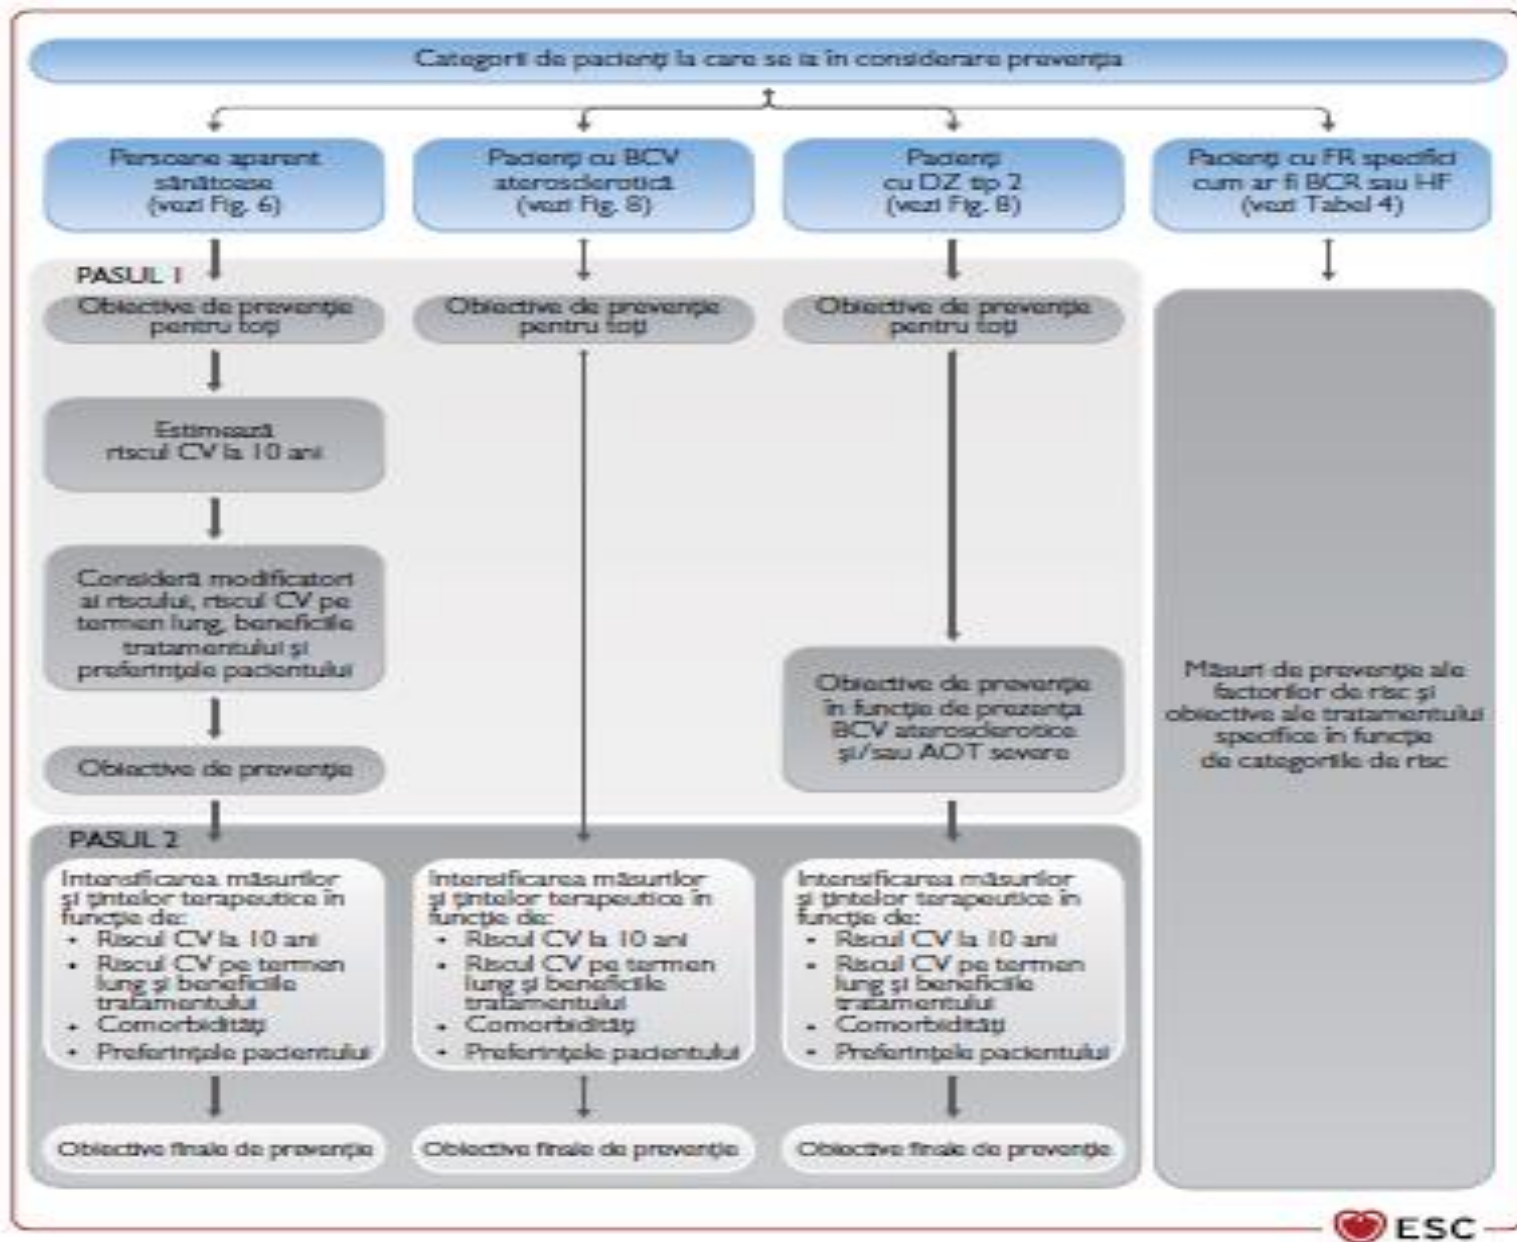 Categorii de pacienți la care se ia în considerare prevenția
Persoane aparent
sănătoase
(vezi Fig. 6)
Pacienți cu BCV
aterosclerotică
(vezi Fig. 8)
Pacienți
cu DZ tip 2
(vezi Fig. 8)
Pacienți cu FR specifici
cum ar fi BCR sau HF
(vezi Tabel 4)
PASUL 1
Obiective de prevenție
pentru toți
Obiective de prevenție
pentru toți
Obiective de prevenție
pentru toți
Estimează
riscul CV la 10 ani
Consideră modificatori
ai riscului, riscul CV pe
termen lung, beneficiile
tratamentului și
preferințele pacientului
Obiective de prevenție
în funcție de prezența
BCV aterosclerotice
și/sau AOT severe
Măsuri de prevenție ale
factorilor de risc și
obiective ale tratamentului
specifice în funcție
de categoriile de risc
Obiective de prevenție
PASUL 2
Intensificarea măsurilor
și țintelor terapeutice în
funcție de:
• Riscul CV la 10 ani
• Riscul CV pe termen
lung și beneficiile
tratamentului
• Comorbidități
• Preferințele pacientului
Intensificarea măsurilor
și țintelor terapeutice în
funcție de:
• Riscul CV la 10 ani
• Riscul CV pe termen
lung și beneficiile
tratamentului
• Comorbidități
• Preferințele pacientului
Intensificarea măsurilor
și țintelor terapeutice în
funcție de:
• Riscul CV la 10 ani
• Riscul CV pe termen
lung și beneficiile
tratamentului
• Comorbidități
• Preferințele pacientului
Obiective finale de prevenție
Obiective finale de prevenție
Obiective finale de prevenție
ESC